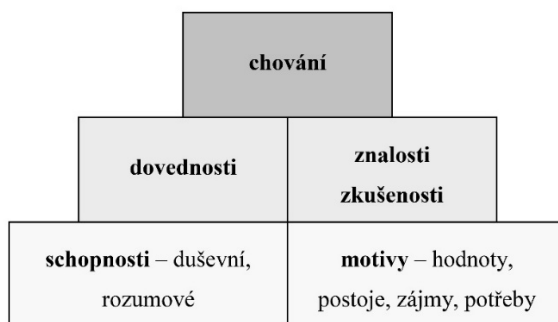 chování
dovednosti
znalosti
zkušenosti
schopnosti – duševní,
rozumové
motivy – hodnoty,
postoje, zájmy, potřeby